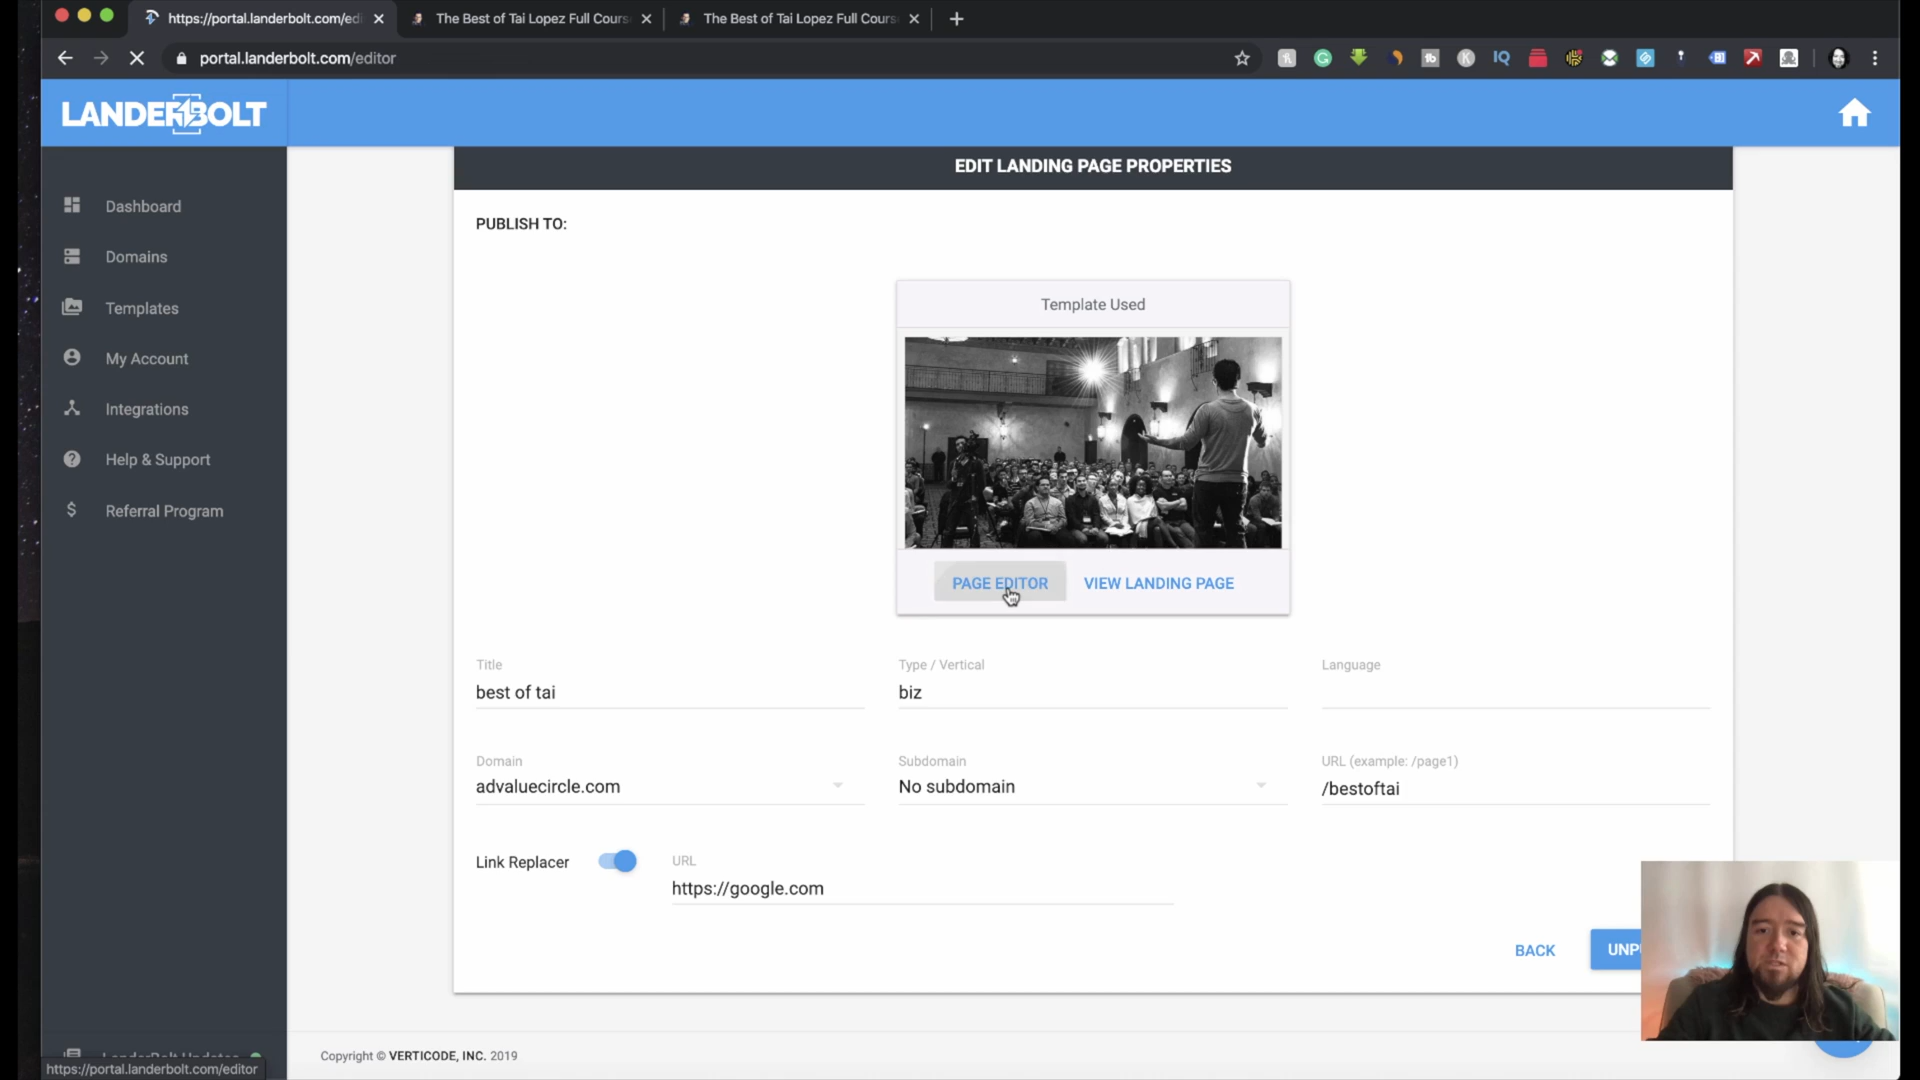 https://portal.landerbolt.com/edi
The Best of Tai Lopez Full Cours
The Best of Tai Lopez Full Cours
portal.landerbolt.com/editor
IQ
LANDERBOLT
EDIT LANDING PAGE PROPERTIES
Dashboard
Domains
Templates
My Account
Integrations
Help & Support
Referral Program
PUBLISH TO:
Template Used
PAGE EDITOR
VIEW LANDING PAGE
Title
best of tai
Type / Vertical
biz
Language
Domain
advaluecircle.com
Subdomain
No subdomain
URL (example: /page1)
/bestoftai
Link Replacer
URL
https://google.com
BACK
UNP
LanderBolt Updates
Copyright © VERTICODE, INC. 2019
https://portal.landerbolt.com/editor